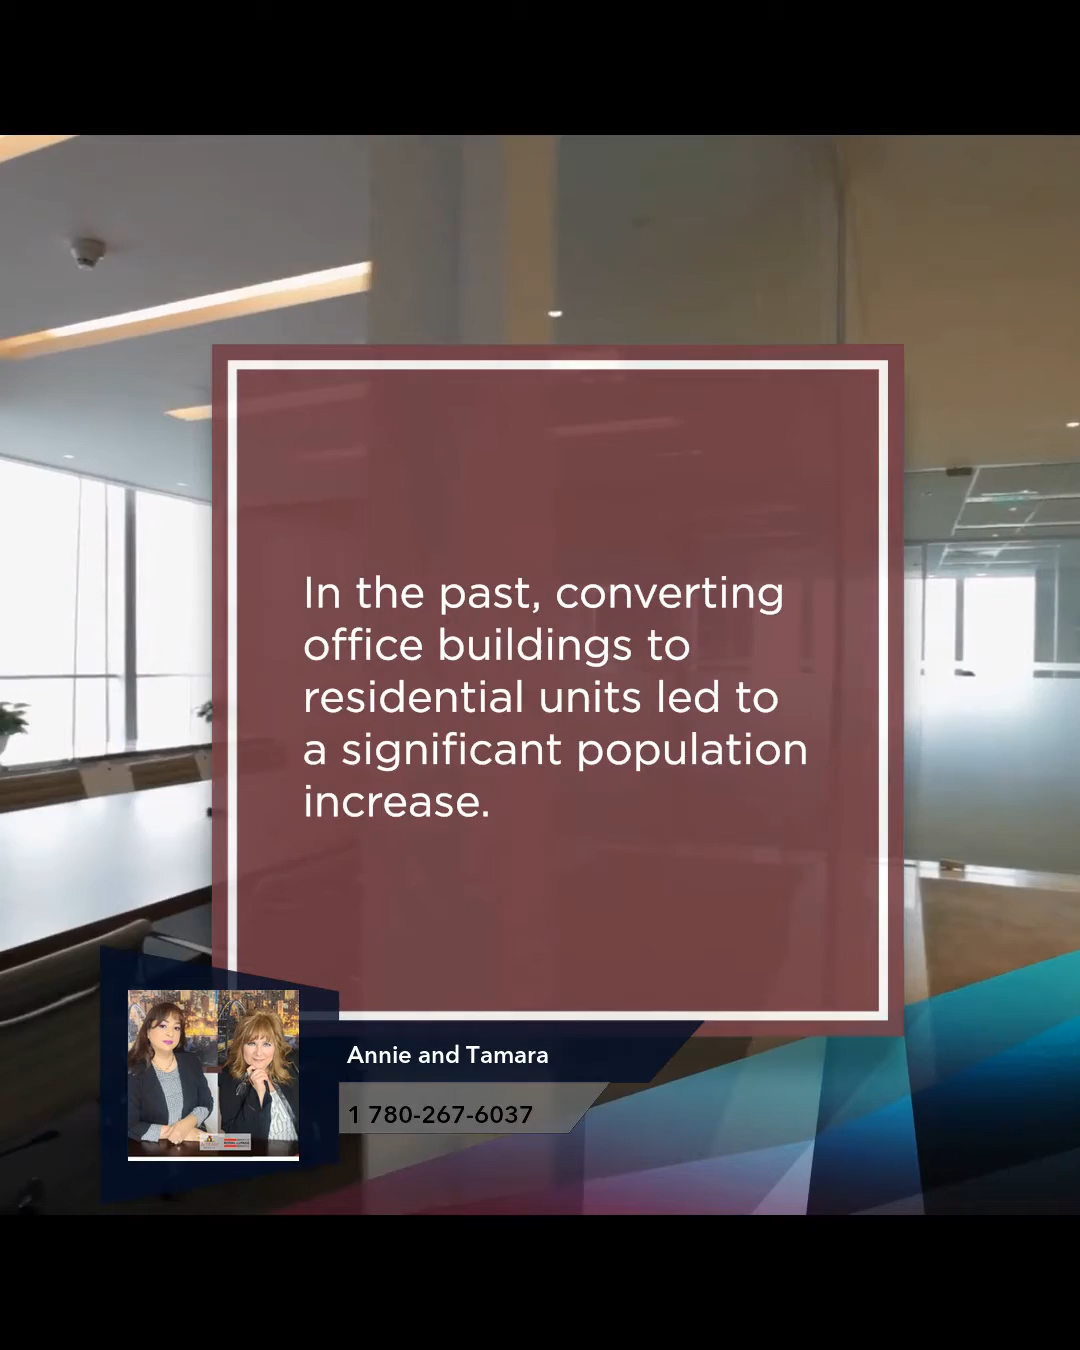 In the past, converting
office buildings to
residential units led to
a significant population
increase.
Annie and Tamara
1 780-267-6037